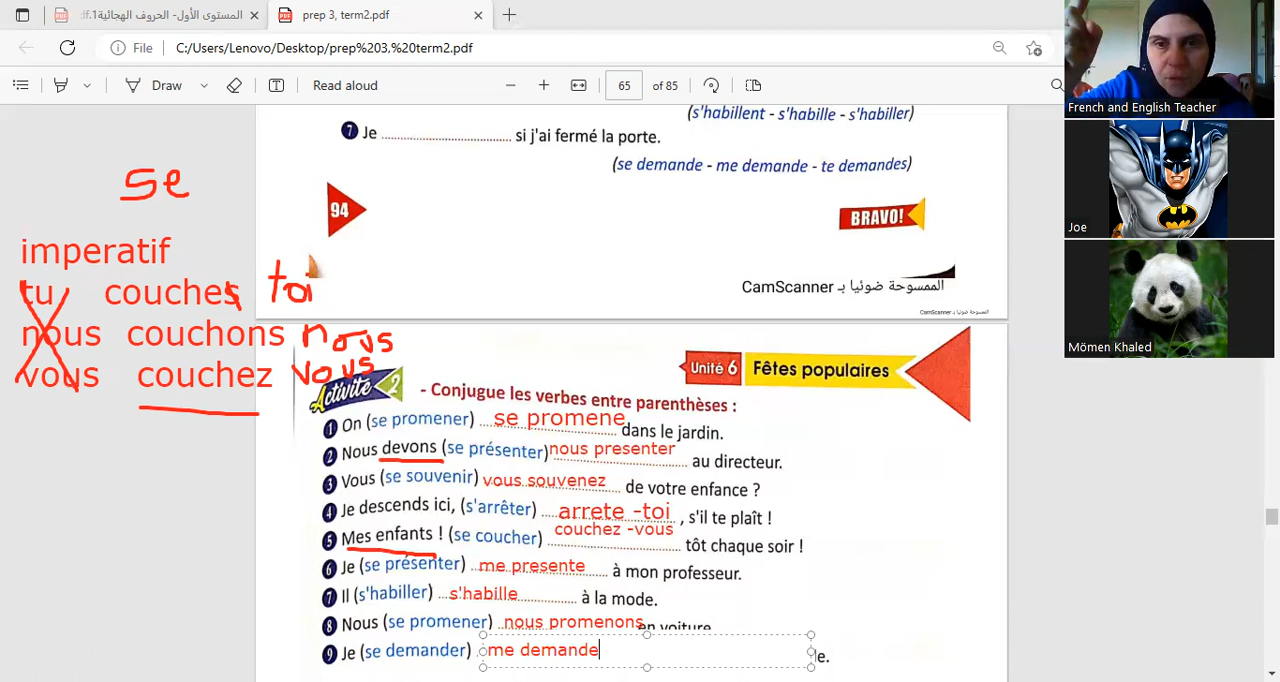 المستوى الأول- الحروف الهجائية1.
prep 3, term2.pdf
File C:/Users/Lenovo/Desktop/prep%203,%20term2.pdf
Draw
Read aloud
65 of 85
(s'habillent - s'habille - s'habiller)
7 Je ............................. si j'ai fermé la porte.
(se demande - me demande - te demandes)
94
BRAVO!
الممسوحة ضوئيا بـ CamScanner
الممسوحة ضوئيا بـ CamScanner
se
imperatif
tu couches toi
nous couchons nous
vous couchez vous
Unité 6 Fêtes populaires
Activité 2 - Conjugue les verbes entre parenthèses :
1 On (se promener) se promene dans le jardin.
2 Nous devons (se présenter) nous presenter au directeur.
3 Vous (se souvenir) vous souvenez de votre enfance ?
4 Je descends ici, (s'arrêter) arrete -toi , s'il te plaît !
5 Mes enfants ! (se coucher) couchez -vous tôt chaque soir !
6 Je (se présenter) me presente à mon professeur.
7 Il (s'habiller) s'habille à la mode.
8 Nous (se promener) nous promenons en voiture.
9 Je (se demander) me demande
French and English Teacher
Joe
Mömen Khaled